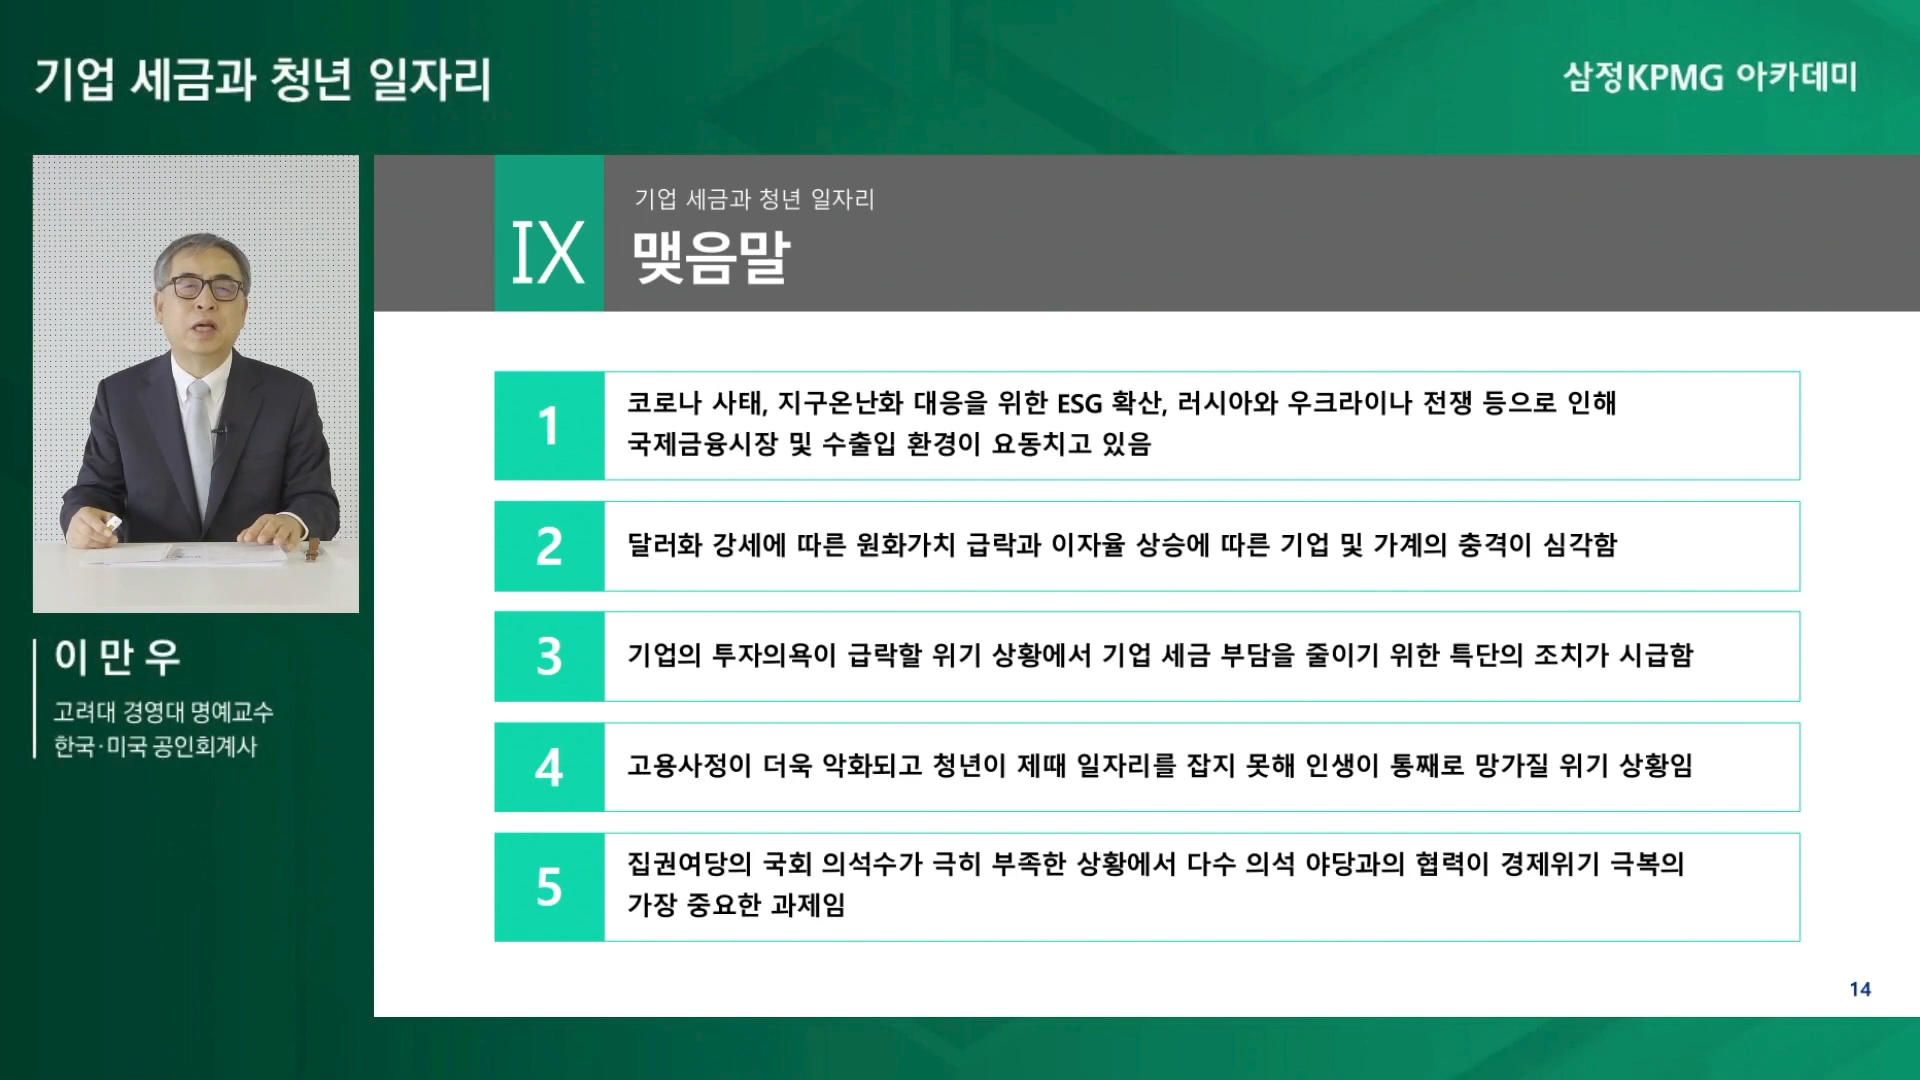 기업 세금과 청년 일자리
삼정KPMG 아카데미
이만우
고려대 경영대 명예교수
한국·미국 공인회계사
IX
기업 세금과 청년 일자리
맺음말
1
코로나 사태, 지구온난화 대응을 위한 ESG 확산, 러시아와 우크라이나 전쟁 등으로 인해
국제금융시장 및 수출입 환경이 요동치고 있음
2
달러화 강세에 따른 원화가치 급락과 이자율 상승에 따른 기업 및 가계의 충격이 심각함
3
기업의 투자의욕이 급락할 위기 상황에서 기업 세금 부담을 줄이기 위한 특단의 조치가 시급함
4
고용사정이 더욱 악화되고 청년이 제때 일자리를 잡지 못해 인생이 통째로 망가질 위기 상황임
5
집권여당의 국회 의석수가 극히 부족한 상황에서 다수 의석 야당과의 협력이 경제위기 극복의
가장 중요한 과제임
14